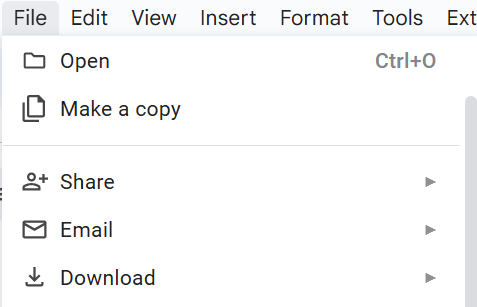 File Edit View Insert Format Tools Ext
Open Ctrl+O
Make a copy
Share
Email
Download